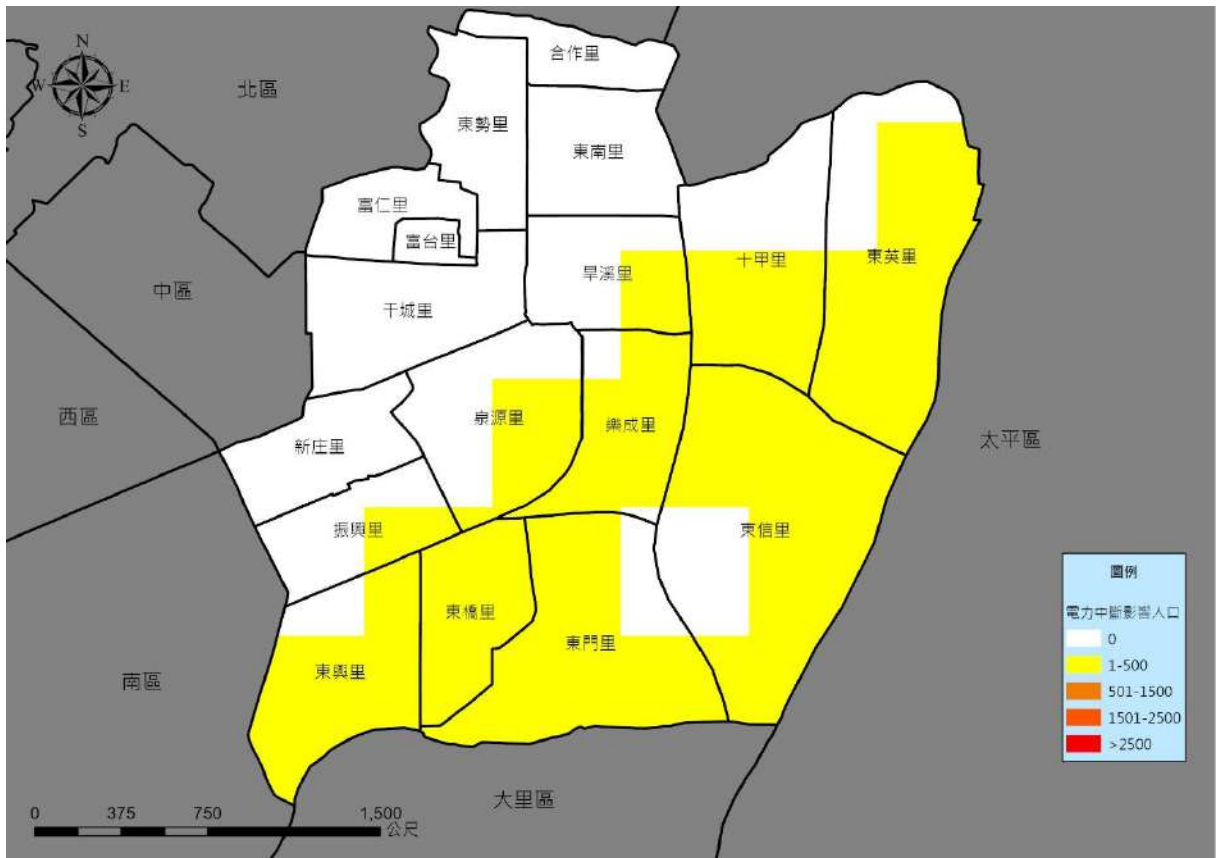 N
W
E
S
北區
合作里
東勢里
東南里
富仁里
富台里
旱溪里
十甲里
東英里
中區
干城里
西區
泉源里
樂成里
新庄里
太平區
振興里
東信里
東橋里
東門里
東興里
南區
大里區
圖例
電力中斷影響人口
0
1-500
501-1500
1501-2500
>2500
0 375 750 1,500
公尺